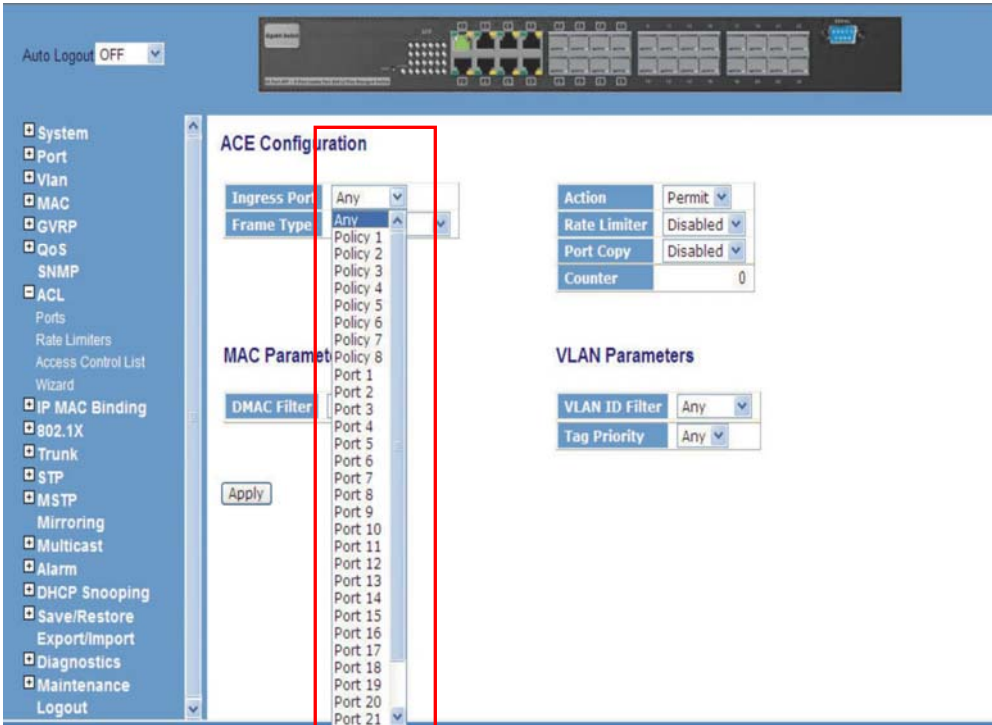 Auto Logout OFF
Gigabit Switch
System
Port
Vlan
MAC
GVRP
QoS
SNMP
ACL
Ports
Rate Limiters
Access Control List
Wizard
IP MAC Binding
802.1X
Trunk
STP
MSTP
Mirroring
Multicast
Alarm
DHCP Snooping
Save/Restore
Export/Import
Diagnostics
Maintenance
Logout
ACE Configuration
Ingress Port Any
Frame Type
Any
Policy 1
Policy 2
Policy 3
Policy 4
Policy 5
Policy 6
Policy 7
Policy 8
Port 1
Port 2
Port 3
Port 4
Port 5
Port 6
Port 7
Port 8
Port 9
Port 10
Port 11
Port 12
Port 13
Port 14
Port 15
Port 16
Port 17
Port 18
Port 19
Port 20
Port 21
Action Permit
Rate Limiter Disabled
Port Copy Disabled
Counter 0
MAC Paramet
DMAC Filter
VLAN Parameters
VLAN ID Filter Any
Tag Priority Any
Apply